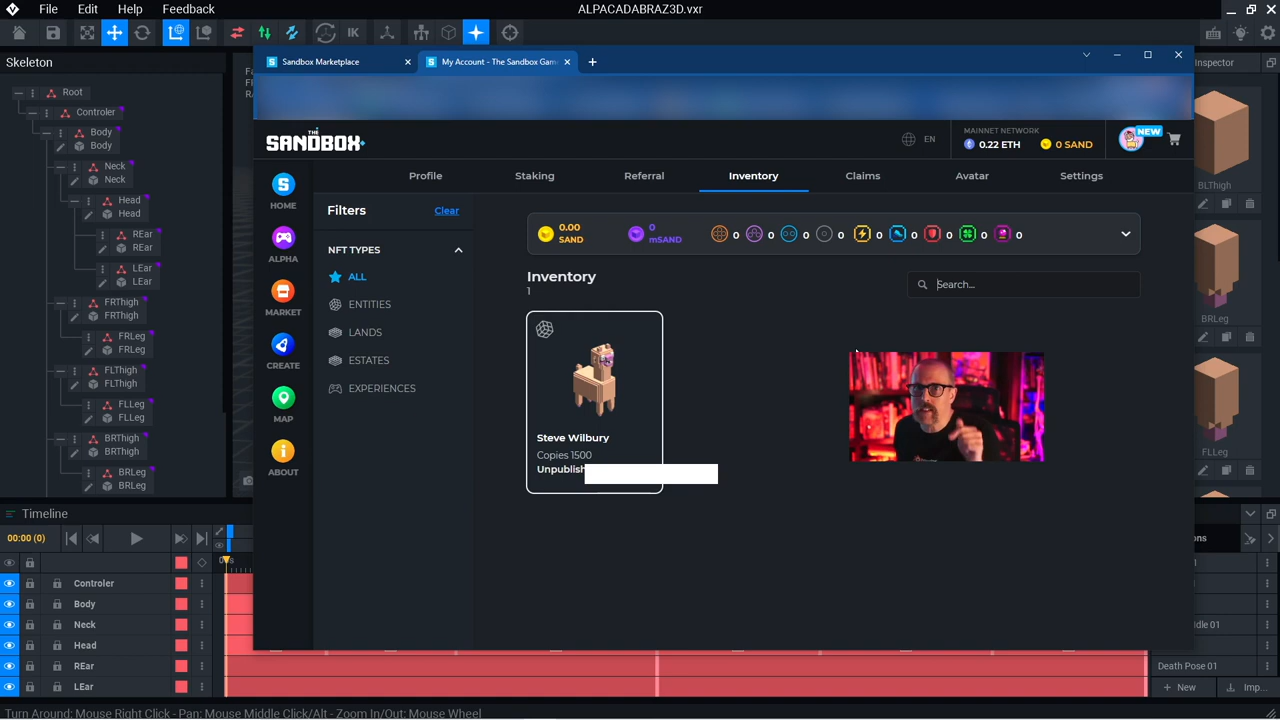 File Edit Help Feedback
ALPACADABRAZ3D.vxr
IK
Skeleton
Root
Controler
Body
Body
Neck
Neck
Head
Head
REar
REar
LEar
LEar
FRThigh
FRThigh
FRLeg
FRLeg
FLThigh
FLThigh
FLLeg
FLLeg
BRThigh
BRThigh
BRLeg
BRLeg
Sandbox Marketplace
My Account - The Sandbox Gam
THE SANDBOX
EN
MAINNET NETWORK
0.22 ETH
0 SAND
NEW
HOME
ALPHA
MARKET
CREATE
MAP
ABOUT
Profile Staking Referral Inventory Claims Avatar Settings
Filters
Clear
NFT TYPES
ALL
ENTITIES
LANDS
ESTATES
EXPERIENCES
0.00 SAND
0 mSAND
0 0 0 0 0 0 0 0 0
Inventory
1
Search...
Steve Wilbury
Copies 1500
Unpublish
Inspector
BLThigh
BRLeg
FLLeg
Timeline
00:00 (0)
Controler
Body
Neck
Head
REar
LEar
Death Pose 01
New
Imp...
Turn Around: Mouse Right Click - Pan: Mouse Middle Click/Alt - Zoom In/Out: Mouse Wheel